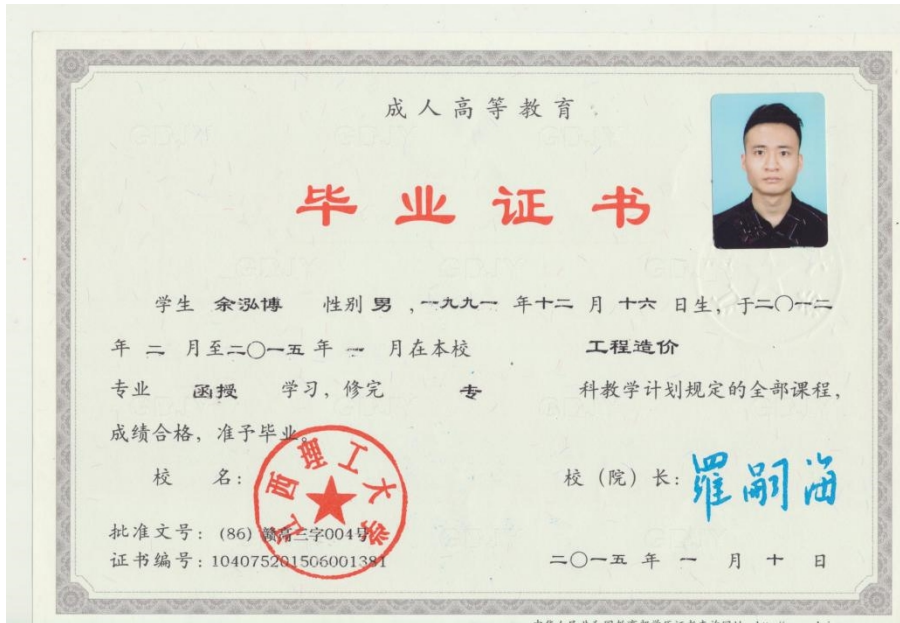 成人高等教育
毕业证书
学生 余泓博 性别 男 ,一九九一 年十二 月 十六 日生, 于二〇一二
年 二 月至二〇一五 年 一 月在本校 工程造价
专业 函授 学习, 修完 专 科教学计划规定的全部课程,
成绩合格, 准予毕业。
校 名:
江西理工大学
校 (院) 长: 罗嗣海
批准文号: (86) 赣高三字004号
证书编号: 104075201506001381
二〇一五 年 一 月 十 日